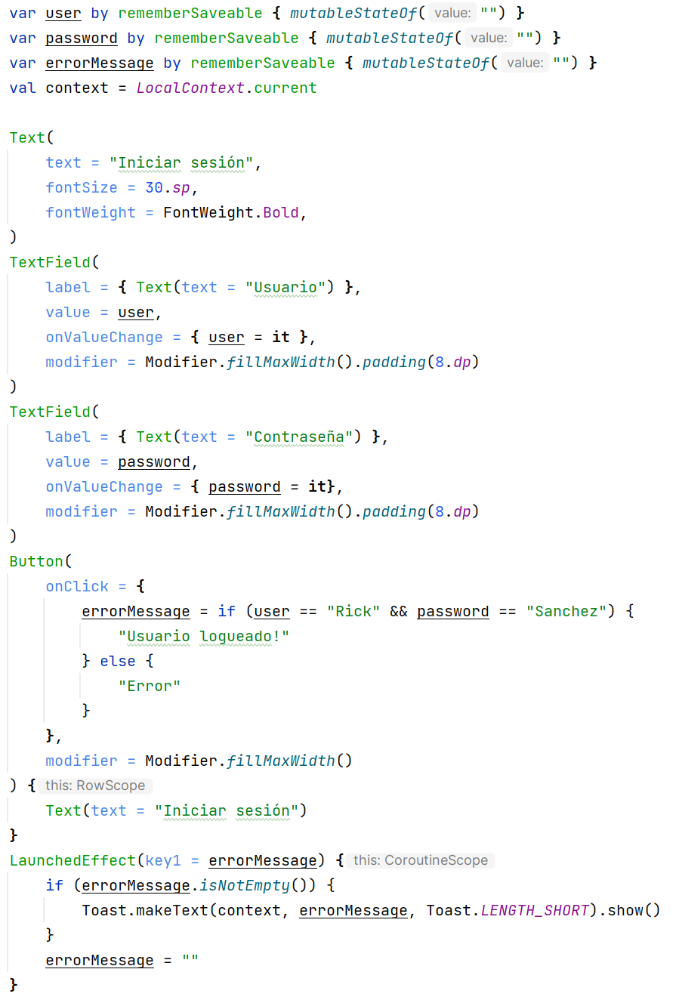 var user by rememberSaveable { mutableStateOf( value: "") }
var password by rememberSaveable { mutableStateOf( value: "") }
var errorMessage by rememberSaveable { mutableStateOf( value: "") }
val context = LocalContext.current

Text(
    text = "Iniciar sesión",
    fontSize = 30.sp,
    fontWeight = FontWeight.Bold,
)
TextField(
    label = { Text(text = "Usuario") },
    value = user,
    onValueChange = { user = it },
    modifier = Modifier.fillMaxWidth().padding(8.dp)
)
TextField(
    label = { Text(text = "Contraseña") },
    value = password,
    onValueChange = { password = it},
    modifier = Modifier.fillMaxWidth().padding(8.dp)
)
Button(
    onClick = {
        errorMessage = if (user == "Rick" && password == "Sanchez") {
            "Usuario logueado!"
        } else {
            "Error"
        }
    },
    modifier = Modifier.fillMaxWidth()
) { this: RowScope
    Text(text = "Iniciar sesión")
}
LaunchedEffect(key1 = errorMessage) { this: CoroutineScope
    if (errorMessage.isNotEmpty()) {
        Toast.makeText(context, errorMessage, Toast.LENGTH_SHORT).show()
    }
    errorMessage = ""
}